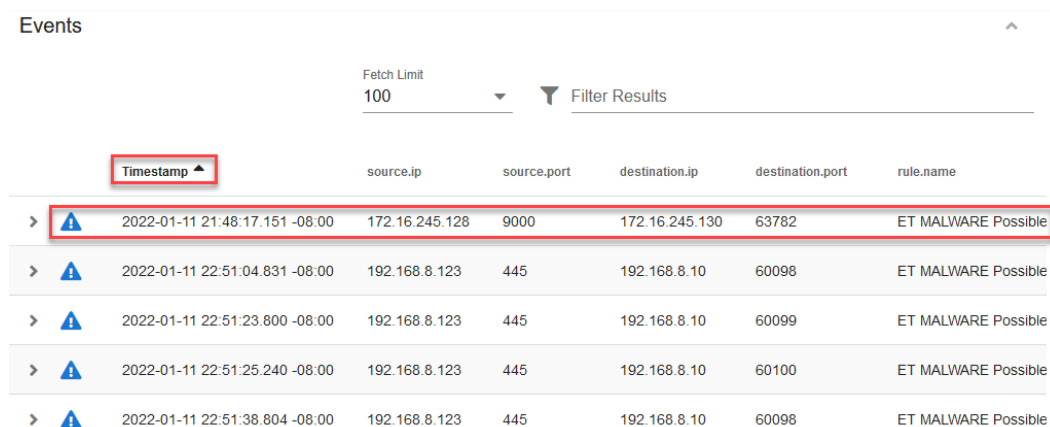 Events
Fetch Limit
100 Filter Results
Timestamp source.ip source.port destination.ip destination.port rule.name
2022-01-11 21:48:17.151 -08:00 172.16.245.128 9000 172.16.245.130 63782 ET MALWARE Possible
2022-01-11 22:51:04.831 -08:00 192.168.8.123 445 192.168.8.10 60098 ET MALWARE Possible
2022-01-11 22:51:23.800 -08:00 192.168.8.123 445 192.168.8.10 60099 ET MALWARE Possible
2022-01-11 22:51:25.240 -08:00 192.168.8.123 445 192.168.8.10 60100 ET MALWARE Possible
2022-01-11 22:51:38.804 -08:00 192.168.8.123 445 192.168.8.10 60098 ET MALWARE Possible